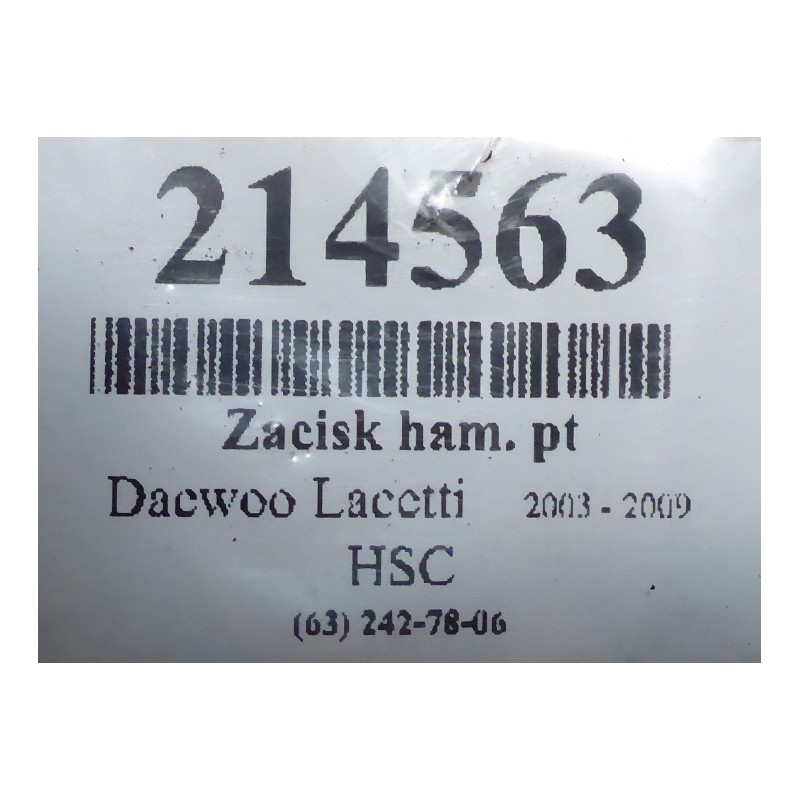 214563
Zacisk ham. pt
Daewoo Lacetti 2003 - 2009
HSC
(63) 242-78-06